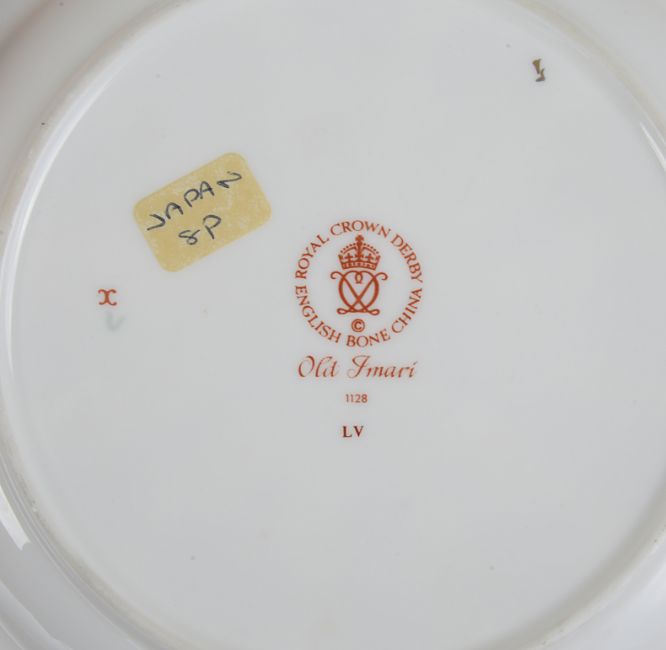 JAPAN
8P
ROYAL CROWN DERBY
ENGLISH BONE CHINA
©
Old Imari
1128
LV